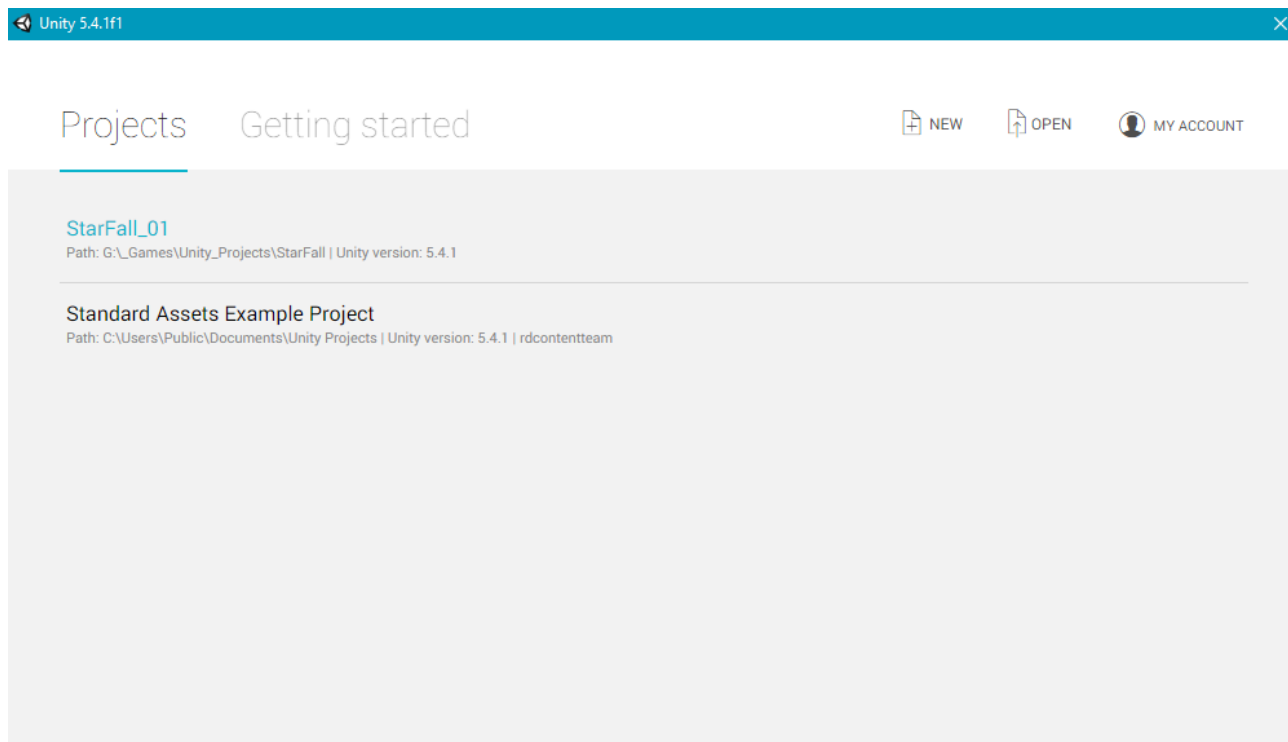 Unity 5.4.1f1
Projects Getting started NEW OPEN MY ACCOUNT
StarFall_01
Path: G:\_Games\Unity_Projects\StarFall | Unity version: 5.4.1
Standard Assets Example Project
Path: C:\Users\Public\Documents\Unity Projects | Unity version: 5.4.1 | rdcontentteam